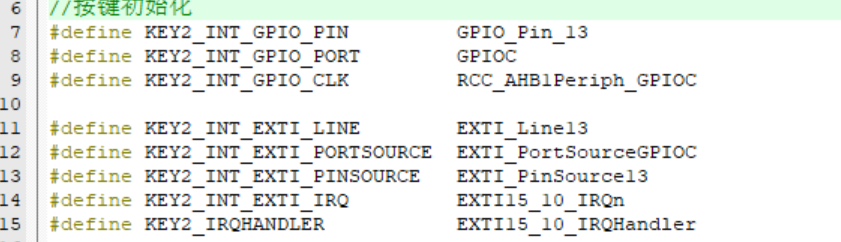 6 //按键初始化
7 #define KEY2_INT_GPIO_PIN GPIO_Pin_13
8 #define KEY2_INT_GPIO_PORT GPIOC
9 #define KEY2_INT_GPIO_CLK RCC_AHB1Periph_GPIOC
10
11 #define KEY2_INT_EXTI_LINE EXTI_Line13
12 #define KEY2_INT_EXTI_PORTSOURCE EXTI_PortSourceGPIOC
13 #define KEY2_INT_EXTI_PINSOURCE EXTI_PinSource13
14 #define KEY2_INT_EXTI_IRQ EXTI15_10_IRQn
15 #define KEY2_IRQHANDLER EXTI15_10_IRQHandler